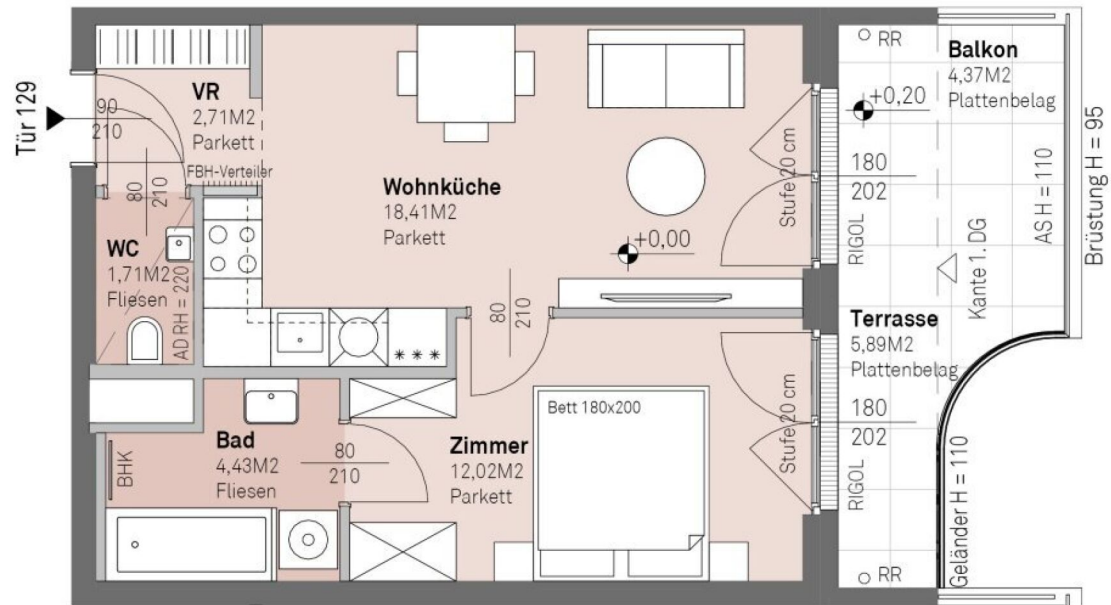 Tür 129
90
210
VR
2,71M2
Parkett
FBH-Verteiler
80
210
WC
1,71M2
Fliesen
ADRH = 220
Wohnküche
18,41M2
Parkett
+0,00
80
210
Stufe 20 cm
RR
+0,20
180
202
RIGOL
Balkon
4,37M2
Plattenbelag
AS H = 110
Brüstung H = 95
Kante 1. DG
Terrasse
5,89M2
Plattenbelag
180
202
RIGOL
Stufe 20 cm
Geländer H = 110
RR
Bad
4,43M2
Fliesen
BHK
80
210
Zimmer
12,02M2
Parkett
Bett 180x200
***